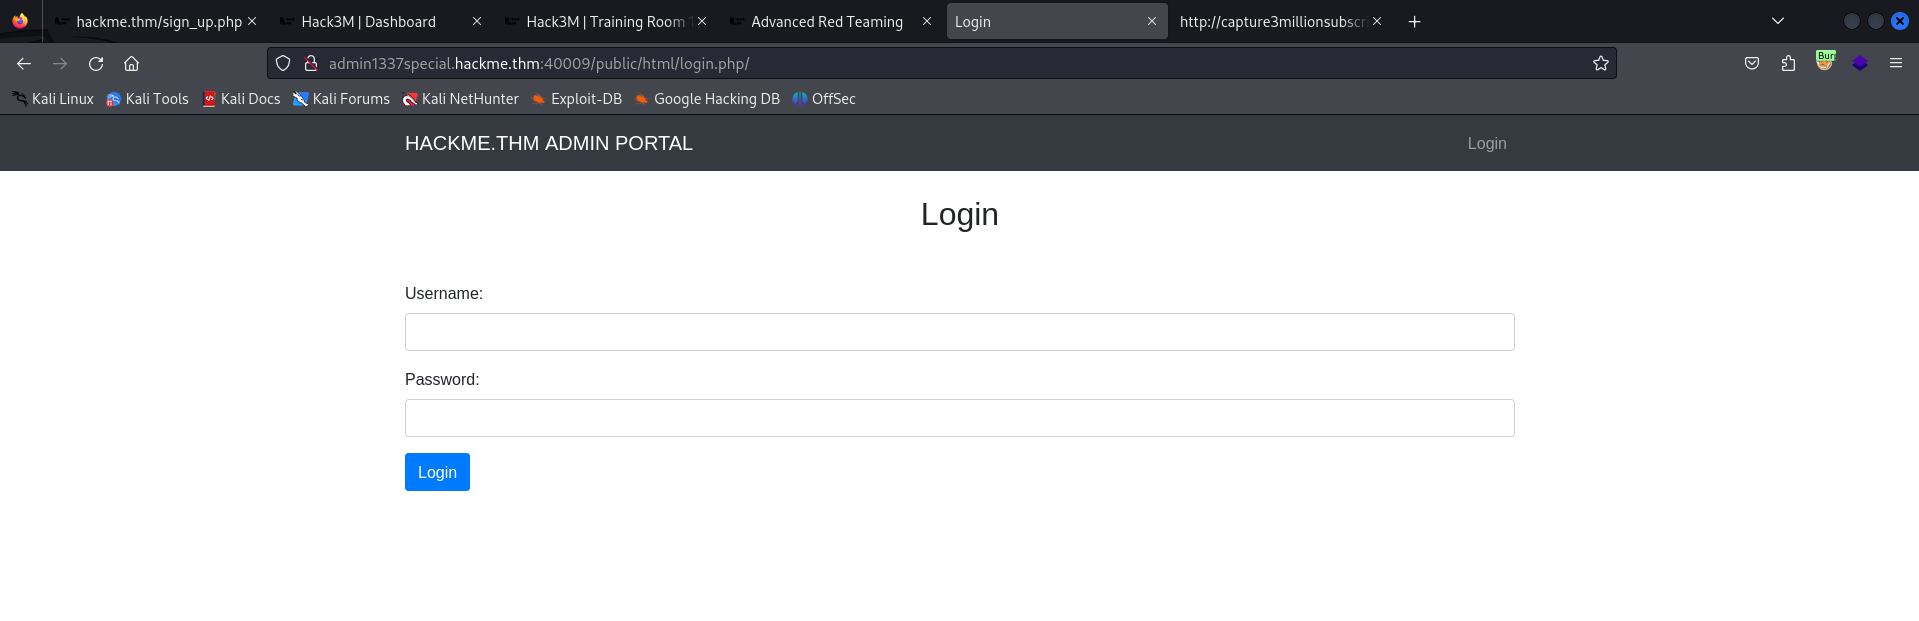 hackme.thm/sign_up.php
Hack3M | Dashboard
Hack3M | Training Room
Advanced Red Teaming
Login
http://capture3millionsubscri
admin1337special.hackme.thm:40009/public/html/login.php/
Kali Linux
Kali Tools
Kali Docs
Kali Forums
Kali NetHunter
Exploit-DB
Google Hacking DB
OffSec
HACKME.THM ADMIN PORTAL
Login
Login
Username:
Password:
Login